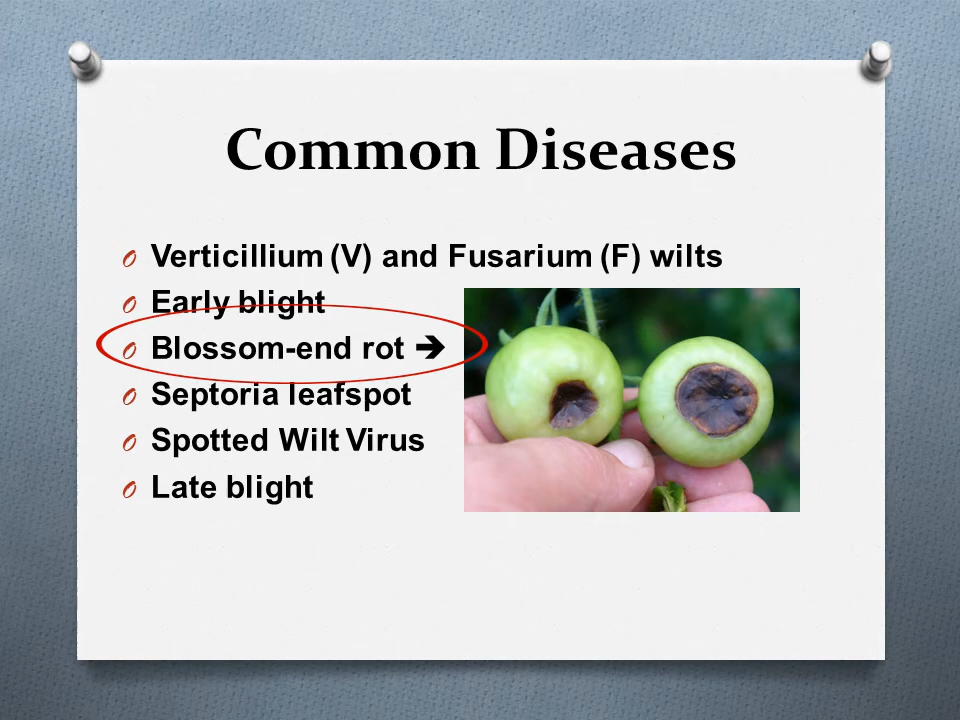 Common Diseases
Verticillium (V) and Fusarium (F) wilts
Early blight
Blossom-end rot ➔
Septoria leafspot
Spotted Wilt Virus
Late blight